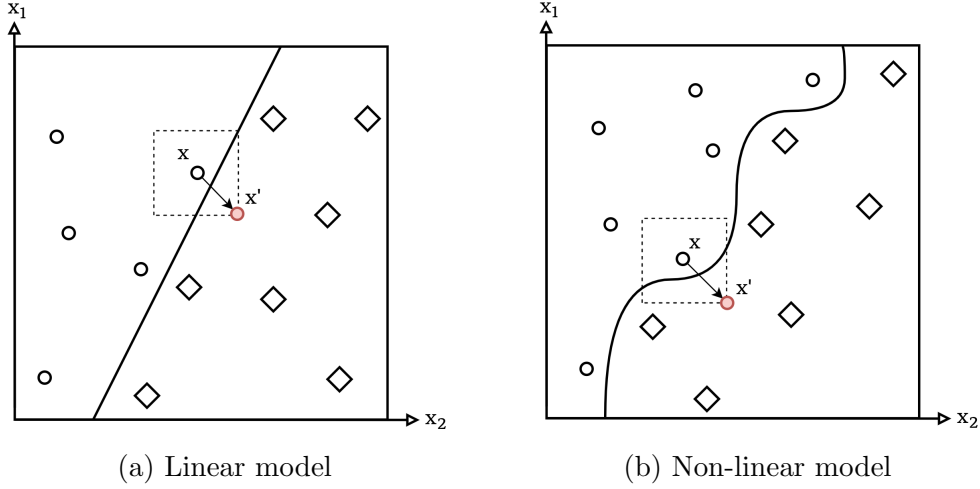 x₁
x
x'
x₂
(a) Linear model
x₁
x
x'
x₂
(b) Non-linear model